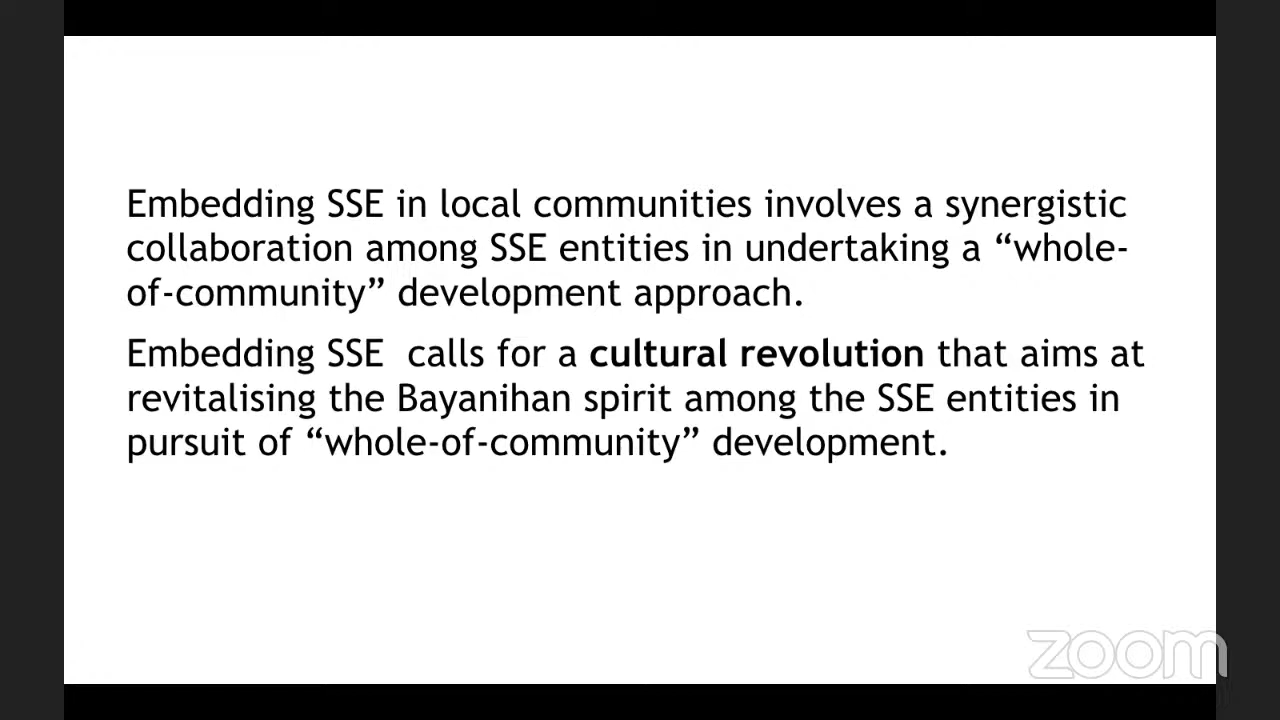 Embedding SSE in local communities involves a synergistic
collaboration among SSE entities in undertaking a “whole-
of-community” development approach.
Embedding SSE  calls for a cultural revolution that aims at
revitalising the Bayanihan spirit among the SSE entities in
pursuit of “whole-of-community” development.
zoom